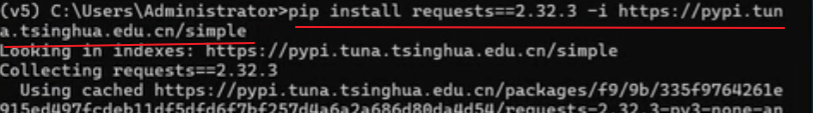 (v5) C:\Users\Administrator>pip install requests==2.32.3 -i https://pypi.tun
a.tsinghua.edu.cn/simple
Looking in indexes: https://pypi.tuna.tsinghua.edu.cn/simple
Collecting requests==2.32.3
Using cached https://pypi.tuna.tsinghua.edu.cn/packages/f9/9b/335f9764261e
915ed497fcdeb11df5dfd6f7bf257d4a6a2a686d80da4d54/requests-2.32.3-py3-none-an